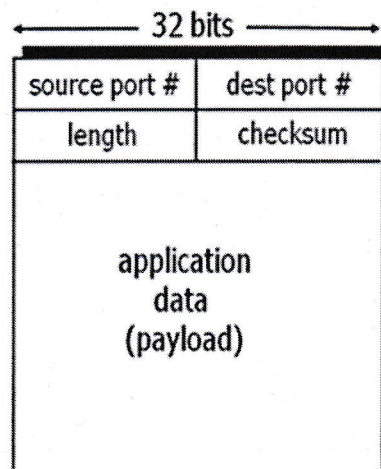 32 bits
source port # dest port #
length checksum
application
data
(payload)